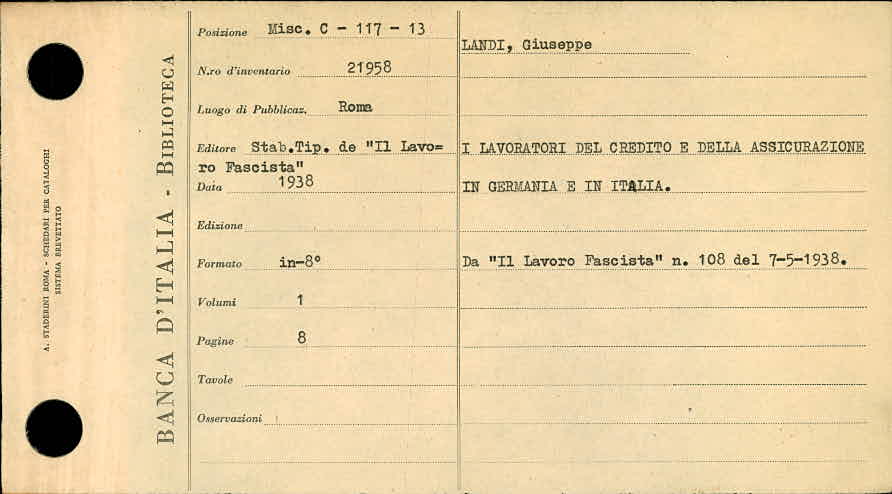 A. STADERINI ROMA - SCHEDARI PER CATALOGHI
SISTEMA BREVETTATO
BANCA D'ITALIA - BIBLIOTECA
Posizione Misc. C - 117 - 13
N.ro d'inventario 21958
Luogo di Pubblicaz. Roma
Editore Stab.Tip. de "Il Lavo=
ro Fascista"
Data 1938
Edizione
Formato in-8°
Volumi 1
Pagine 8
Tavole
Osservazioni
LANDI, Giuseppe
I LAVORATORI DEL CREDITO E DELLA ASSICURAZIONE
IN GERMANIA E IN ITALIA.
Da "Il Lavoro Fascista" n. 108 del 7-5-1938.